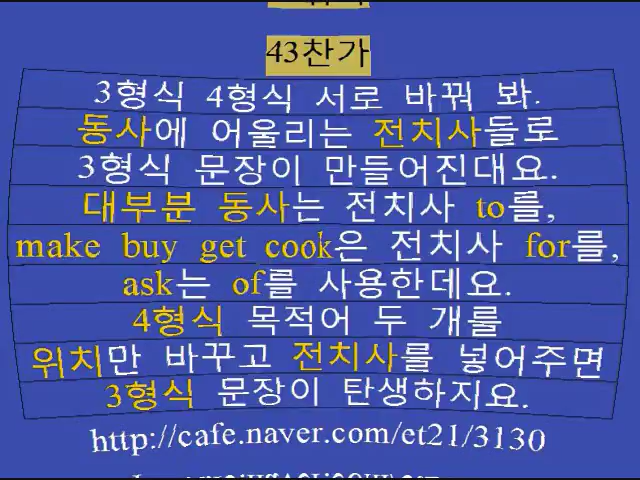 43찬가
3형식 4형식 서로 바꿔 봐.
동사에 어울리는 전치사들로
3형식 문장이 만들어진대요.
대부분 동사는 전치사 to를,
make buy get cook은 전치사 for를,
ask는 of를 사용한데요.
4형식 목적어 두 개를
위치만 바꾸고 전치사를 넣어주면
3형식 문장이 탄생하지요.
http://cafe.naver.com/et21/3130